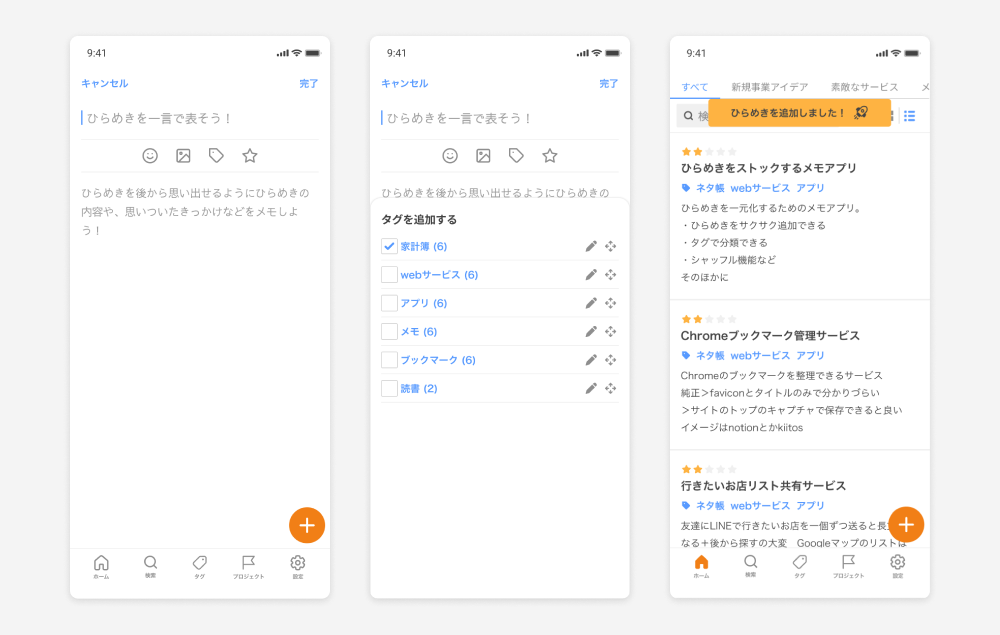 9:41
キャンセル 完了
ひらめきを一言で表そう！
ひらめきを後から思い出せるようにひらめきの
内容や、思いついたきっかけなどをメモしよ
う！
ホーム 検索 タグ プロジェクト 設定
9:41
キャンセル 完了
ひらめきを一言で表そう！
ひらめきを後から思い出せるようにひらめきの
タグを追加する
家計簿 (6)
webサービス (6)
アプリ (6)
メモ (6)
ブックマーク (6)
読書 (2)
9:41
すべて 新規事業アイデア 素敵なサービス メ
検
ひらめきを追加しました！
ひらめきをストックするメモアプリ
ネタ帳 webサービス アプリ
ひらめきを一元化するためのメモアプリ。
・ひらめきをサクサク追加できる
・タグで分類できる
・シャッフル機能など
そのほかに
Chromeブックマーク管理サービス
ネタ帳 webサービス アプリ
Chromeのブックマークを整理できるサービス
純正＞faviconとタイトルのみで分かりづらい
＞サイトのトップのキャプチャで保存できると良い
イメージはnotionとかkiitos
行きたいお店リスト共有サービス
ネタ帳 webサービス アプリ
友達にLINEで行きたいお店を一個ずつ送ると長
なる＋後から探すの大変　Googleマップのリストは
ホーム 検索 タグ プロジェクト 設定